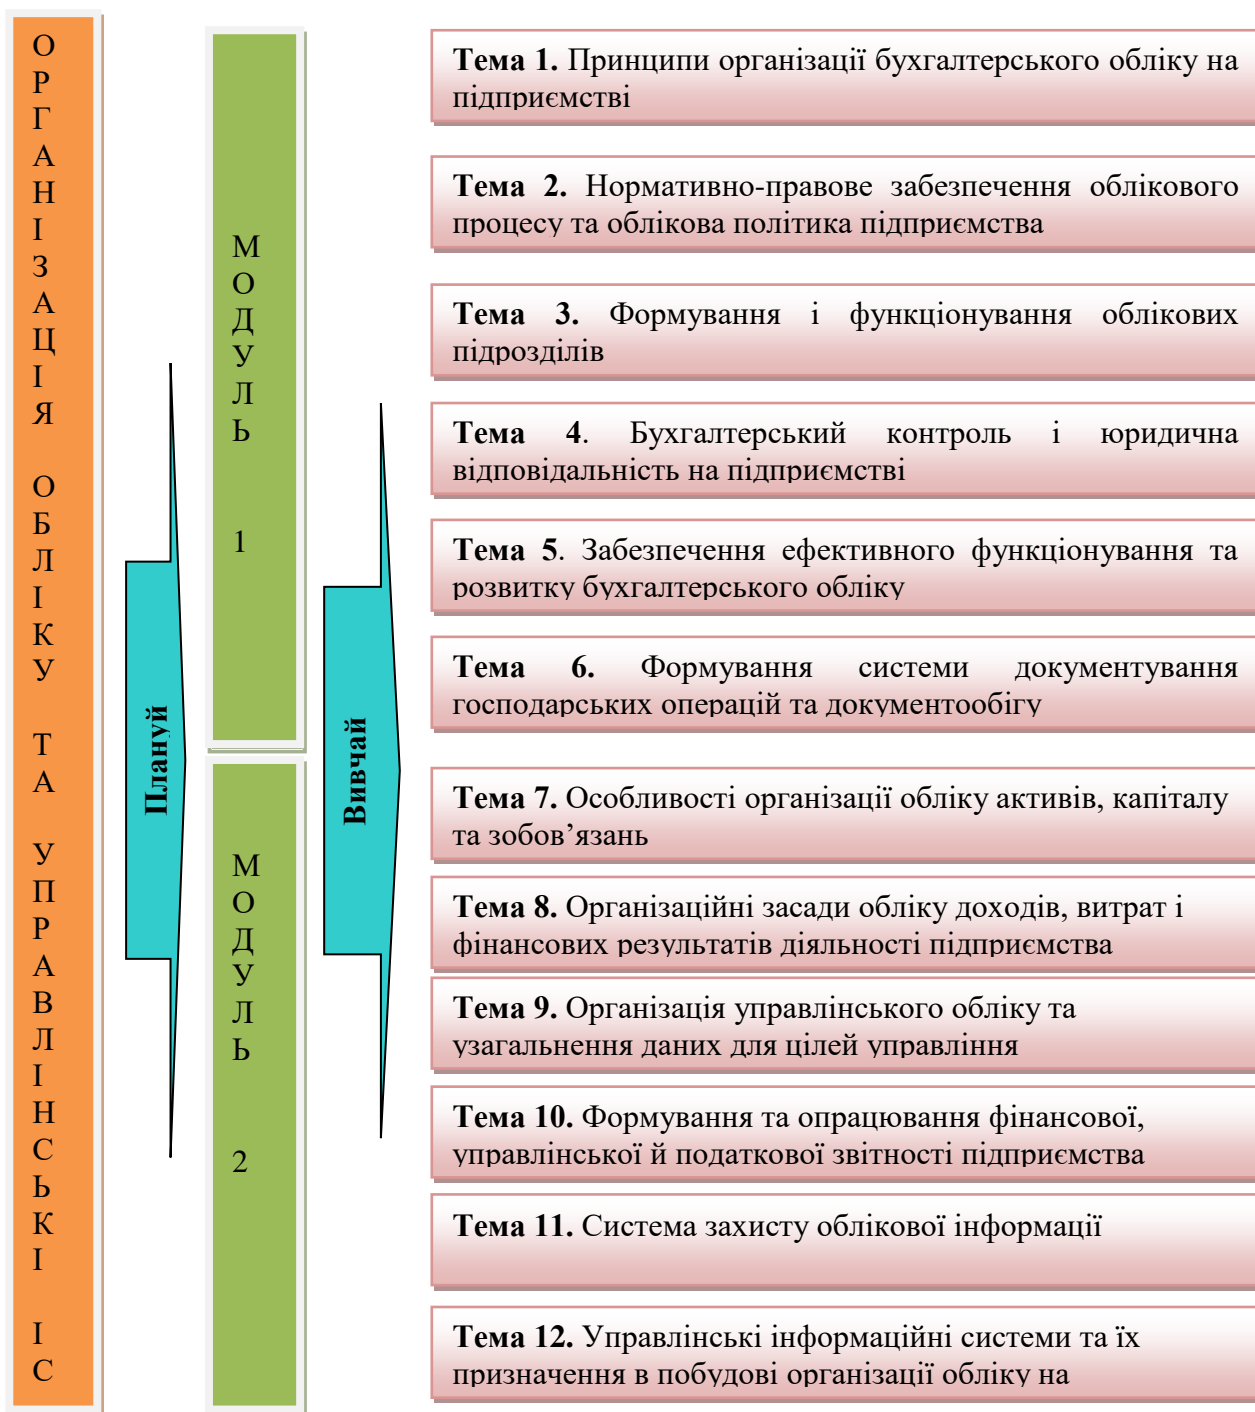 ОРГАНІЗАЦІЯ ОБЛІКУ ТА УПРАВЛІНСЬКІ ІС
Плануй
МОДУЛЬ 1
МОДУЛЬ 2
Вивчай
Тема 1. Принципи організації бухгалтерського обліку на
підприємстві
Тема 2. Нормативно-правове забезпечення облікового
процесу та облікова політика підприємства
Тема 3. Формування і функціонування облікових
підрозділів
Тема 4. Бухгалтерський контроль і юридична
відповідальність на підприємстві
Тема 5. Забезпечення ефективного функціонування та
розвитку бухгалтерського обліку
Тема 6. Формування системи документування
господарських операцій та документообігу
Тема 7. Особливості організації обліку активів, капіталу
та зобов’язань
Тема 8. Організаційні засади обліку доходів, витрат і
фінансових результатів діяльності підприємства
Тема 9. Організація управлінського обліку та
узагальнення даних для цілей управління
Тема 10. Формування та опрацювання фінансової,
управлінської й податкової звітності підприємства
Тема 11. Система захисту облікової інформації
Тема 12. Управлінські інформаційні системи та їх
призначення в побудові організації обліку на